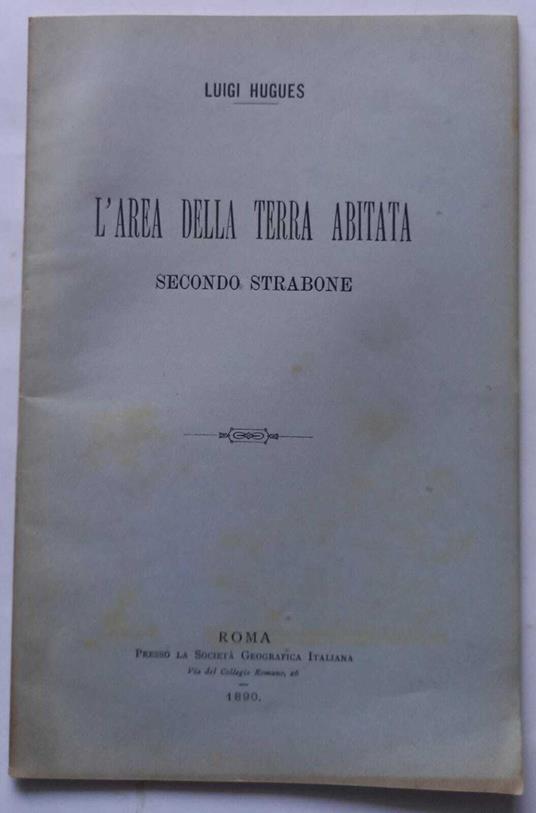 LUIGI HUGUES
L'AREA DELLA TERRA ABITATA
SECONDO STRABONE
ROMA
PRESSO LA SOCIETÀ GEOGRAFICA ITALIANA
Via del Collegio Romano, 26
1890.